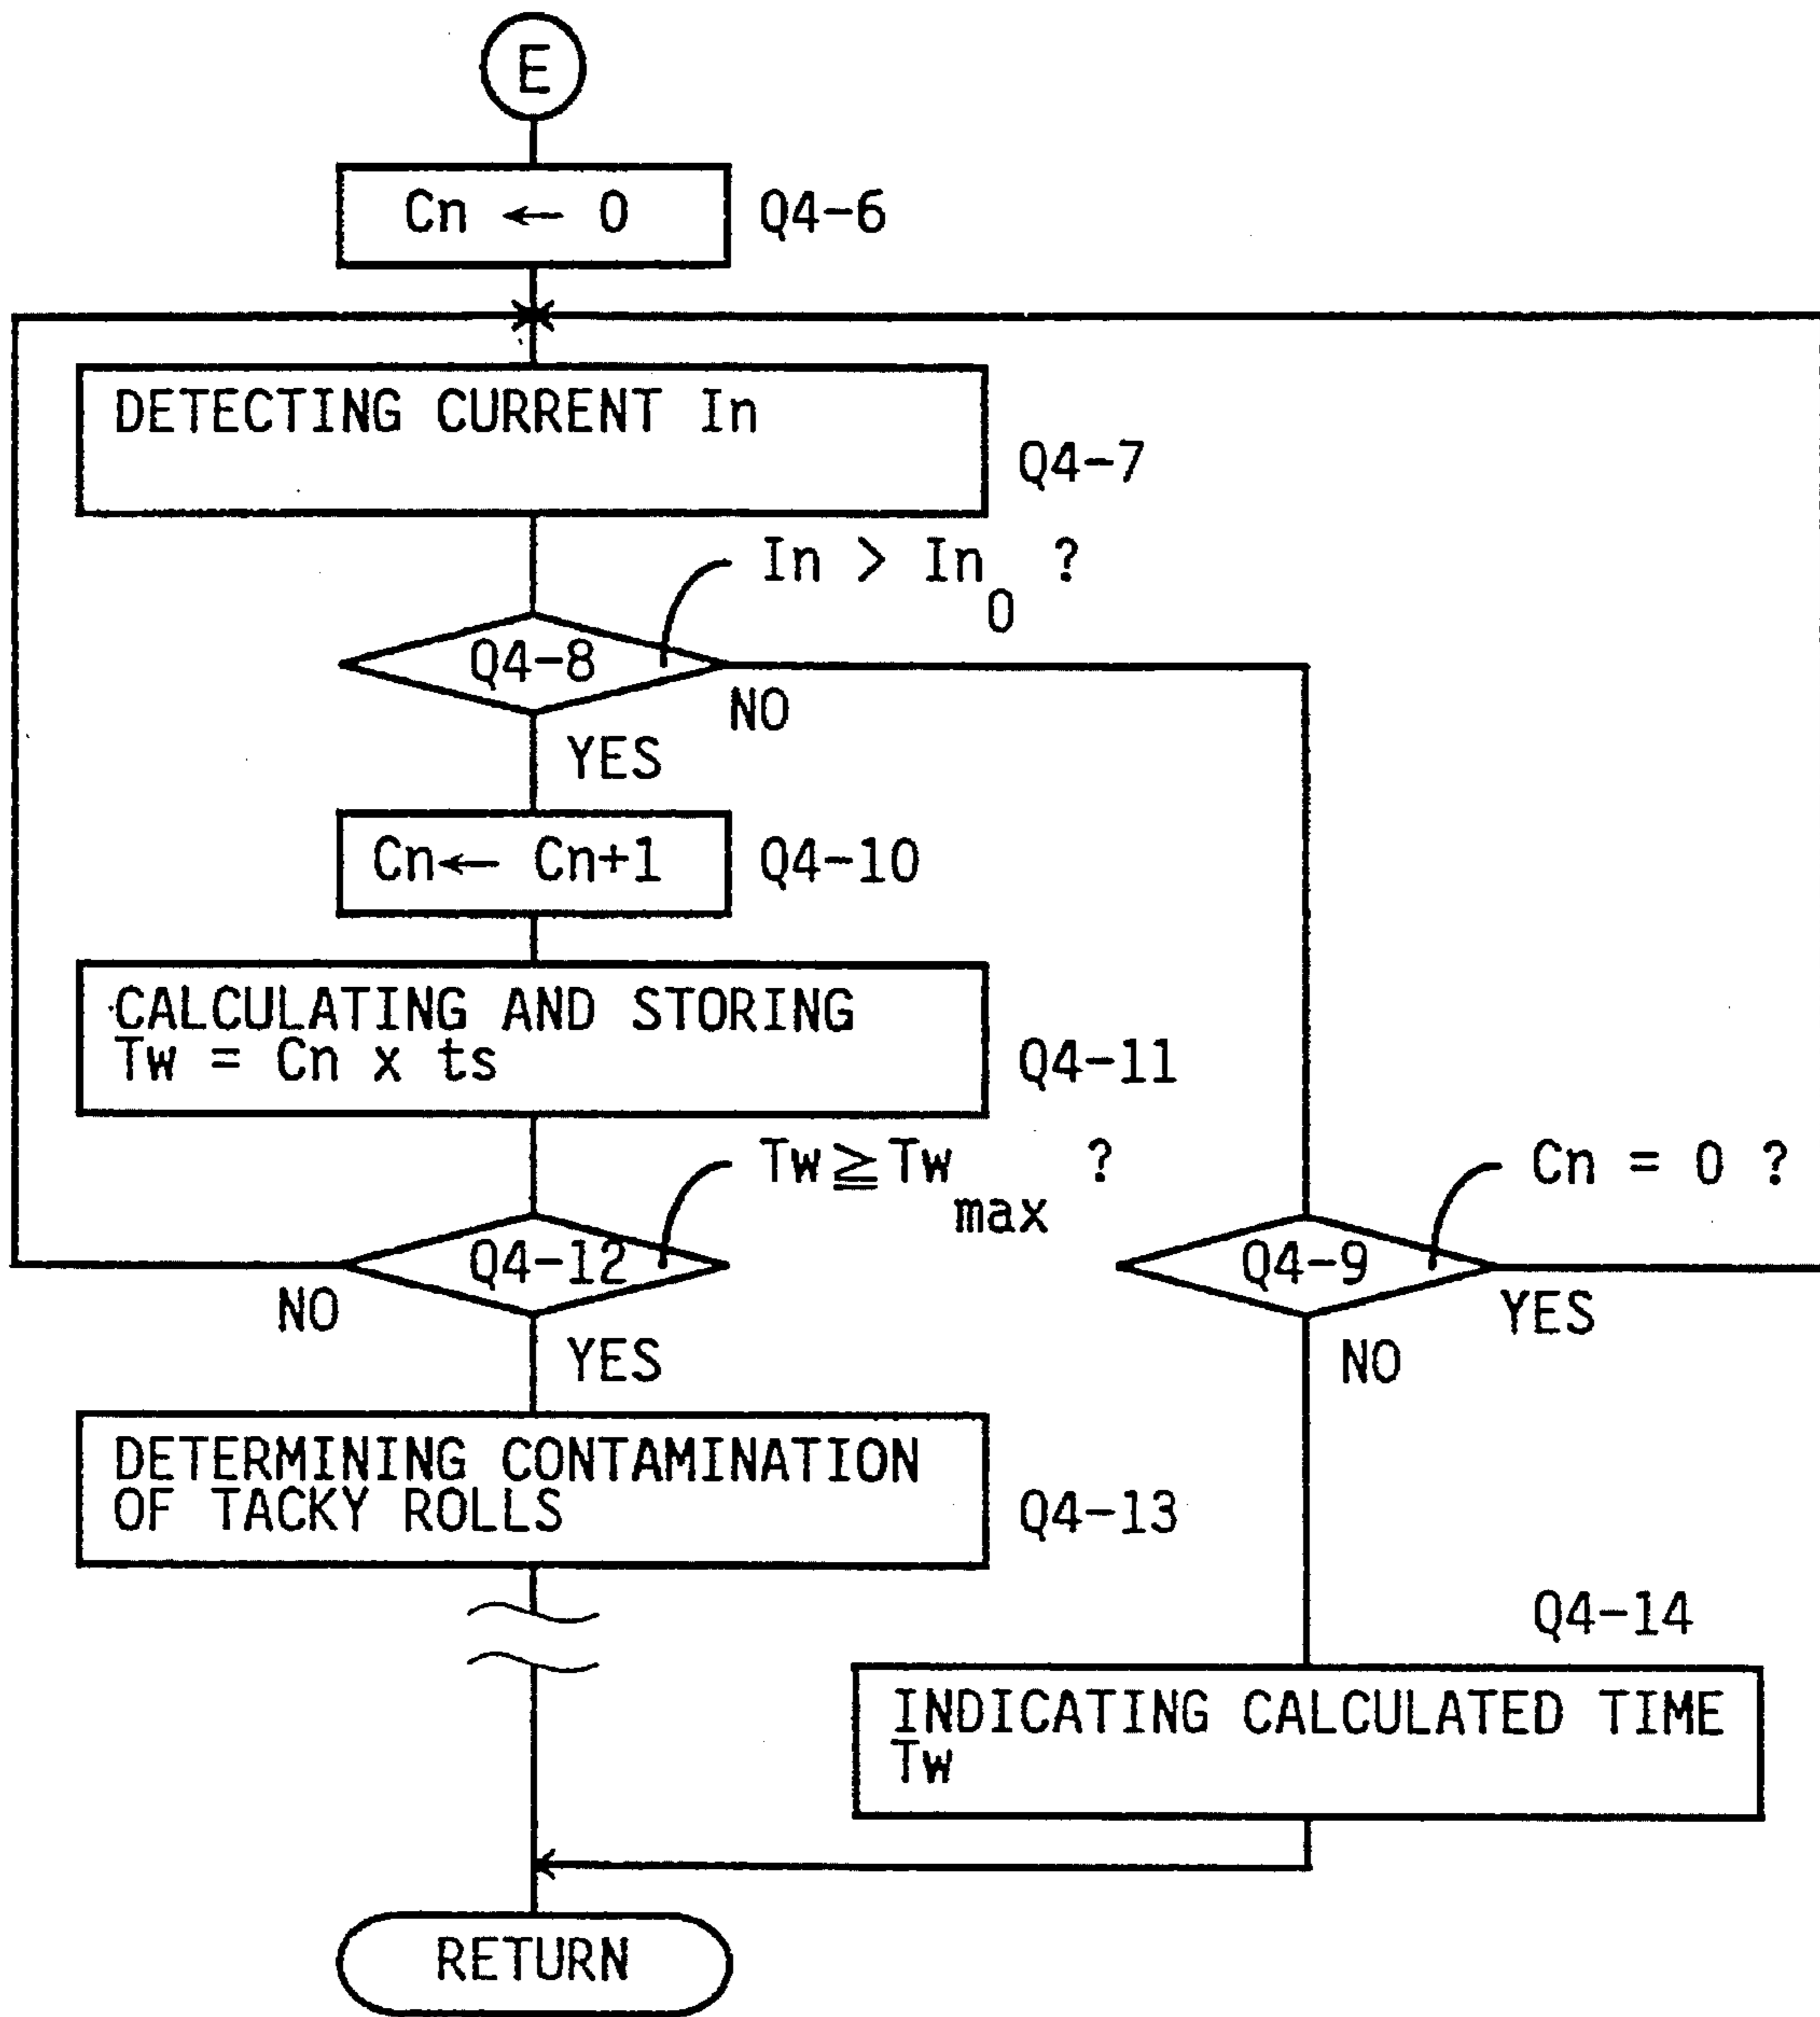 E
Cn ← 0
Q4-6
DETECTING CURRENT In
Q4-7
In > In0 ?
Q4-8
NO
YES
Cn← Cn+1
Q4-10
CALCULATING AND STORING
Tw = Cn x ts
Q4-11
Tw≧Twmax ?
Cn = 0 ?
Q4-12
Q4-9
NO
YES
YES
NO
DETERMINING CONTAMINATION
OF TACKY ROLLS
Q4-13
Q4-14
INDICATING CALCULATED TIME
Tw
RETURN